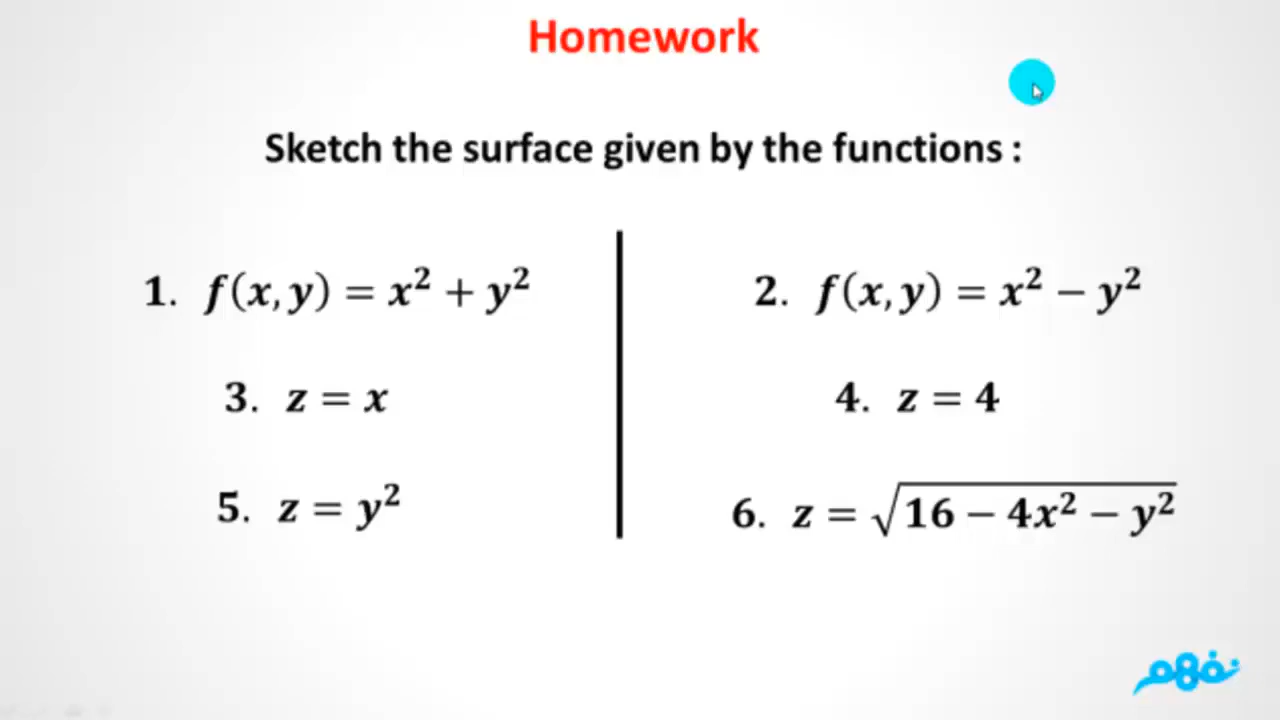 Homework
Sketch the surface given by the functions :
1. f(x, y) = x² + y²
2. f(x, y) = x² − y²
3. z = x
4. z = 4
5. z = y²
6. z = √(16 − 4x² − y²)
نفهم